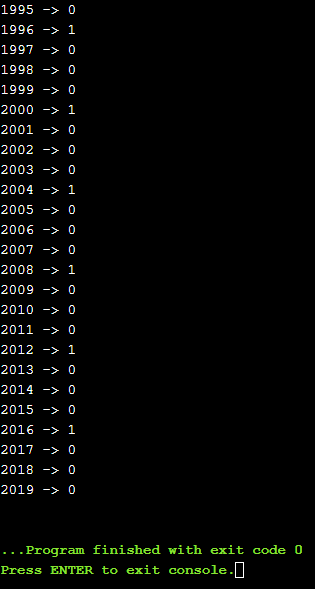 1995 -> 0
1996 -> 1
1997 -> 0
1998 -> 0
1999 -> 0
2000 -> 1
2001 -> 0
2002 -> 0
2003 -> 0
2004 -> 1
2005 -> 0
2006 -> 0
2007 -> 0
2008 -> 1
2009 -> 0
2010 -> 0
2011 -> 0
2012 -> 1
2013 -> 0
2014 -> 0
2015 -> 0
2016 -> 1
2017 -> 0
2018 -> 0
2019 -> 0
...Program finished with exit code 0
Press ENTER to exit console.